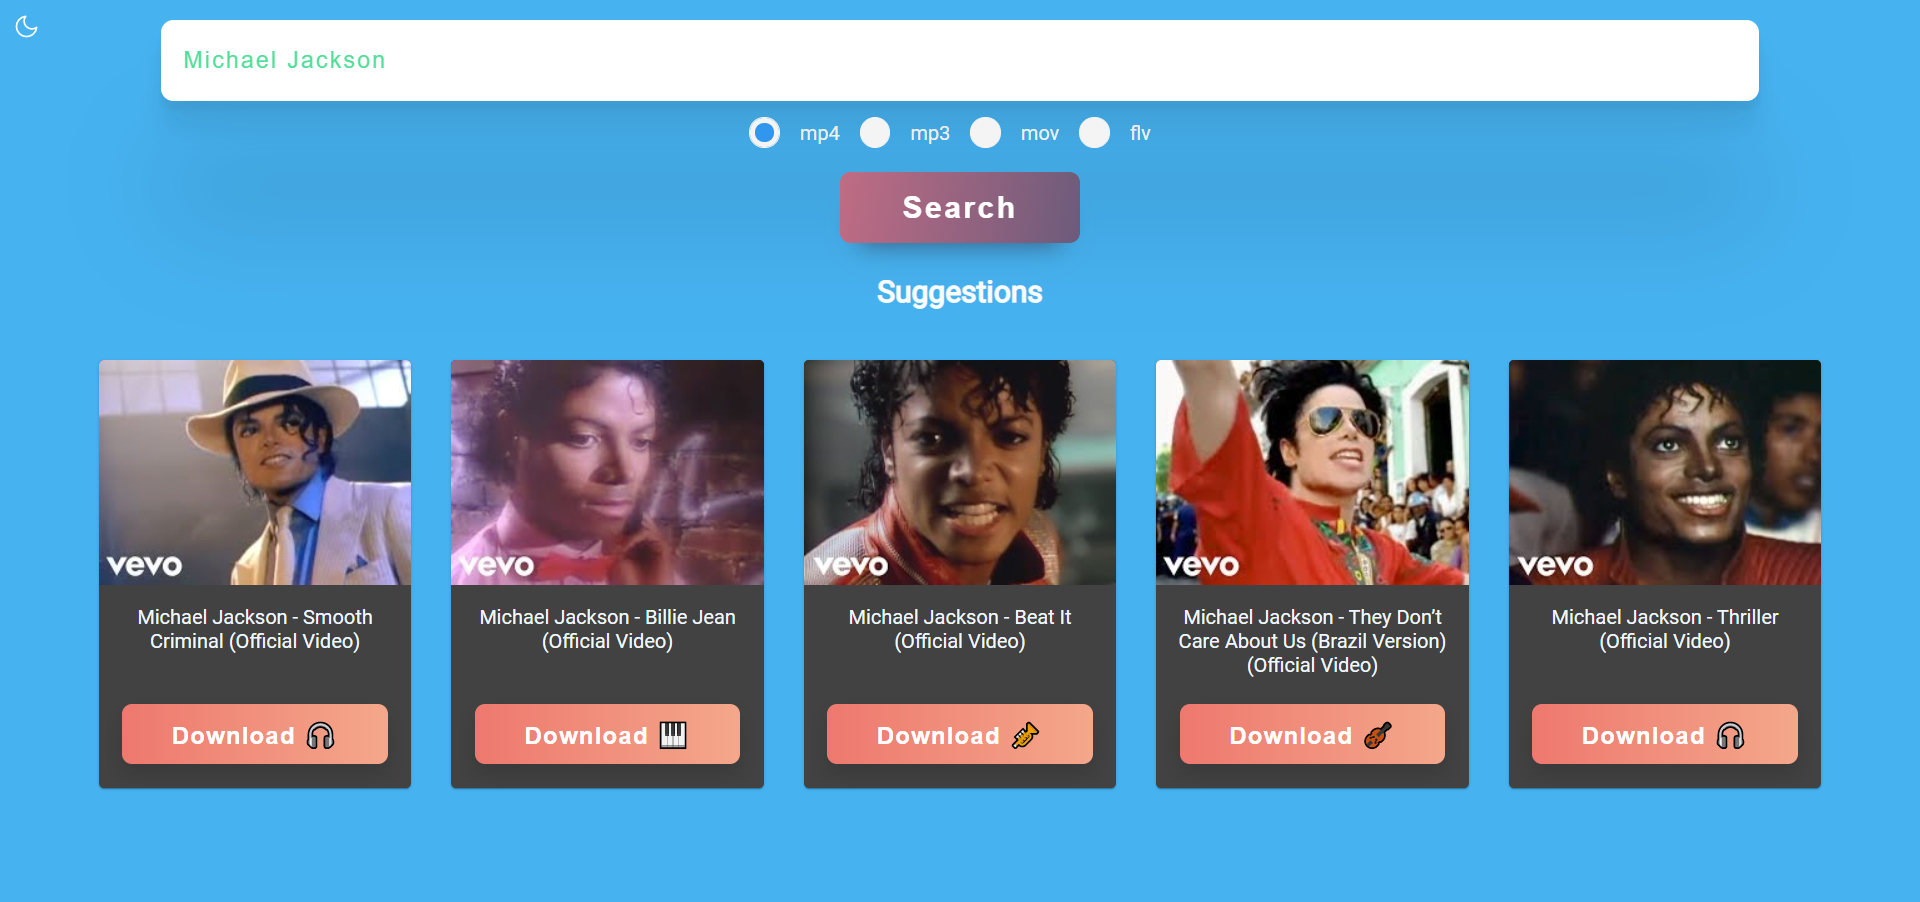 Michael Jackson
mp4 mp3 mov flv
Search
Suggestions
vevo
Michael Jackson - Smooth
Criminal (Official Video)
Download
vevo
Michael Jackson - Billie Jean
(Official Video)
Download
vevo
Michael Jackson - Beat It
(Official Video)
Download
vevo
Michael Jackson - They Don’t
Care About Us (Brazil Version)
(Official Video)
Download
vevo
Michael Jackson - Thriller
(Official Video)
Download